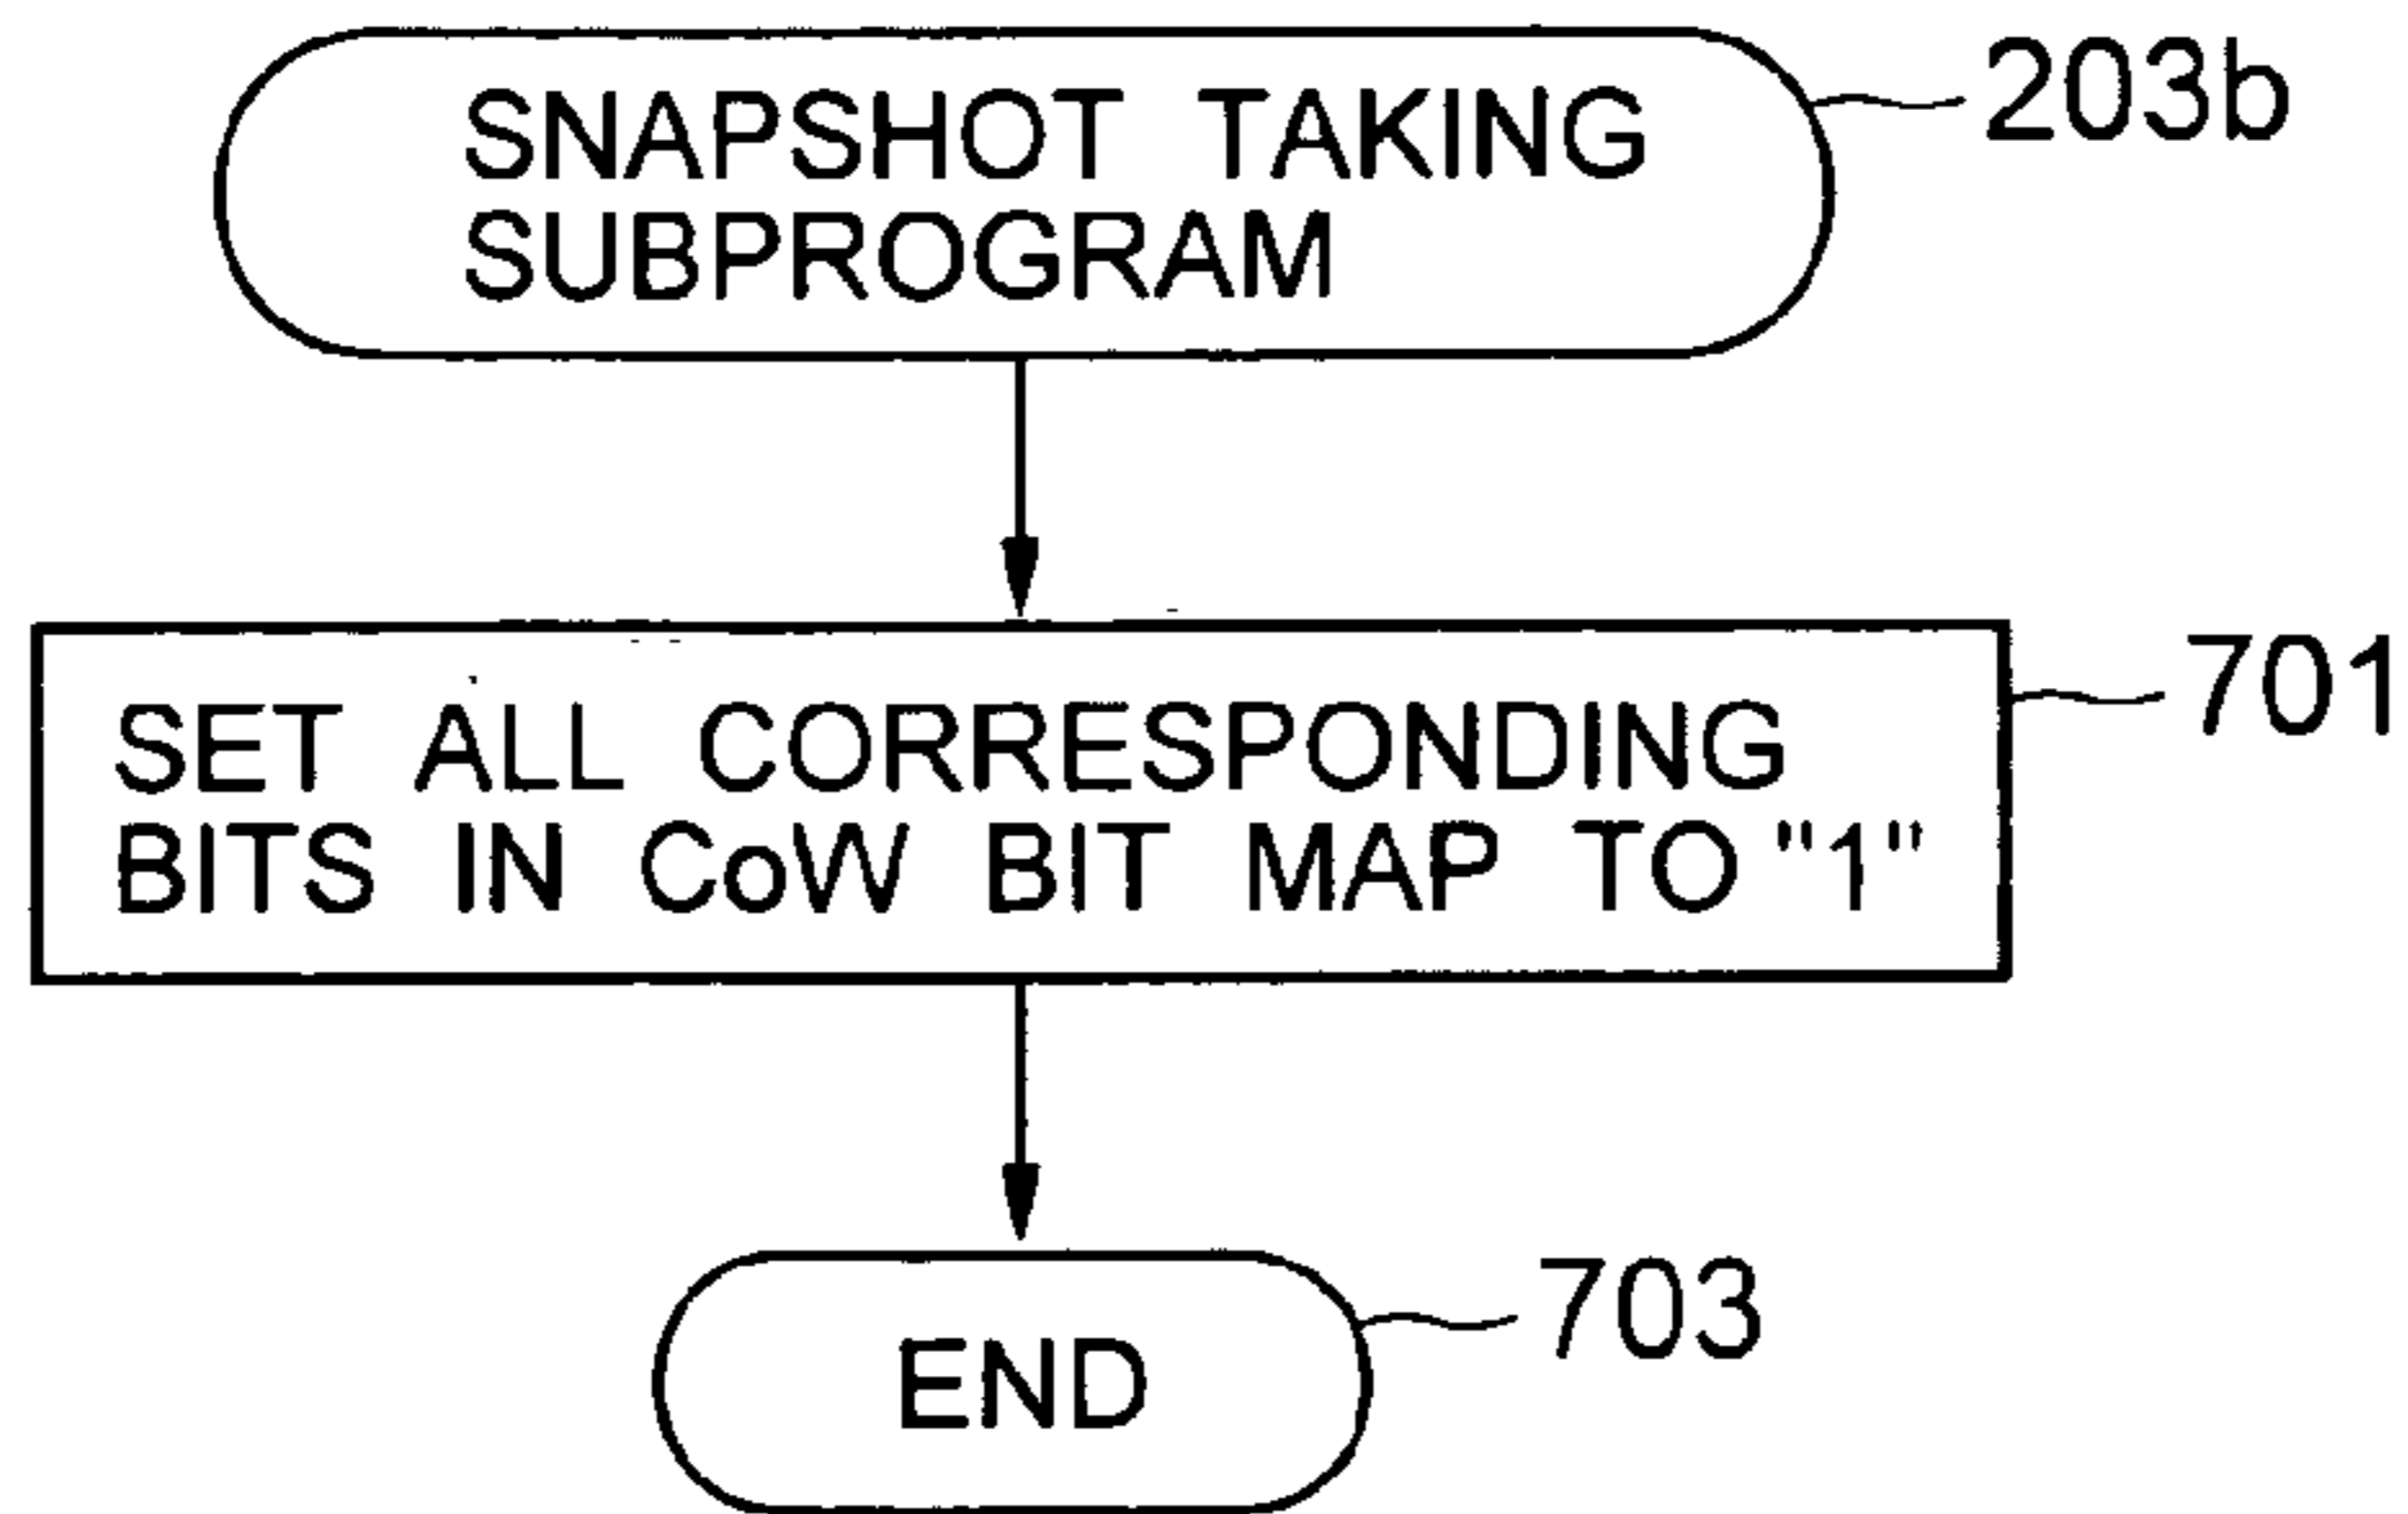 SNAPSHOT TAKING
SUBPROGRAM
203b
SET ALL CORRESPONDING
BITS IN CoW BIT MAP TO "1"
701
END
703